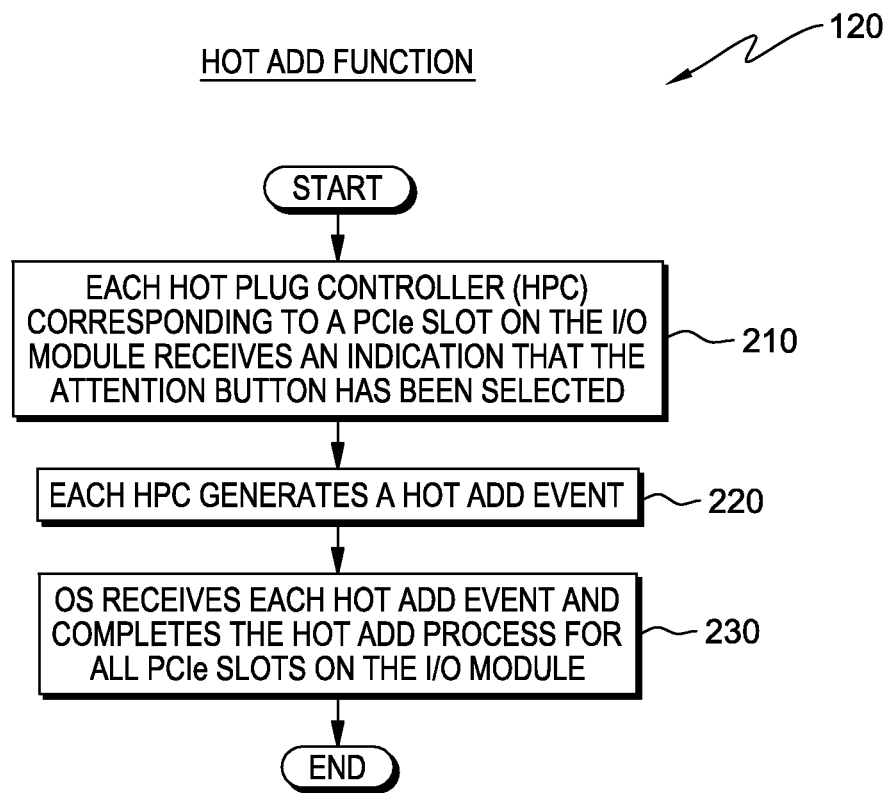 120
HOT ADD FUNCTION
START
EACH HOT PLUG CONTROLLER (HPC)
CORRESPONDING TO A PCIe SLOT ON THE I/O
MODULE RECEIVES AN INDICATION THAT THE
ATTENTION BUTTON HAS BEEN SELECTED
210
EACH HPC GENERATES A HOT ADD EVENT
220
OS RECEIVES EACH HOT ADD EVENT AND
COMPLETES THE HOT ADD PROCESS FOR
ALL PCIe SLOTS ON THE I/O MODULE
230
END